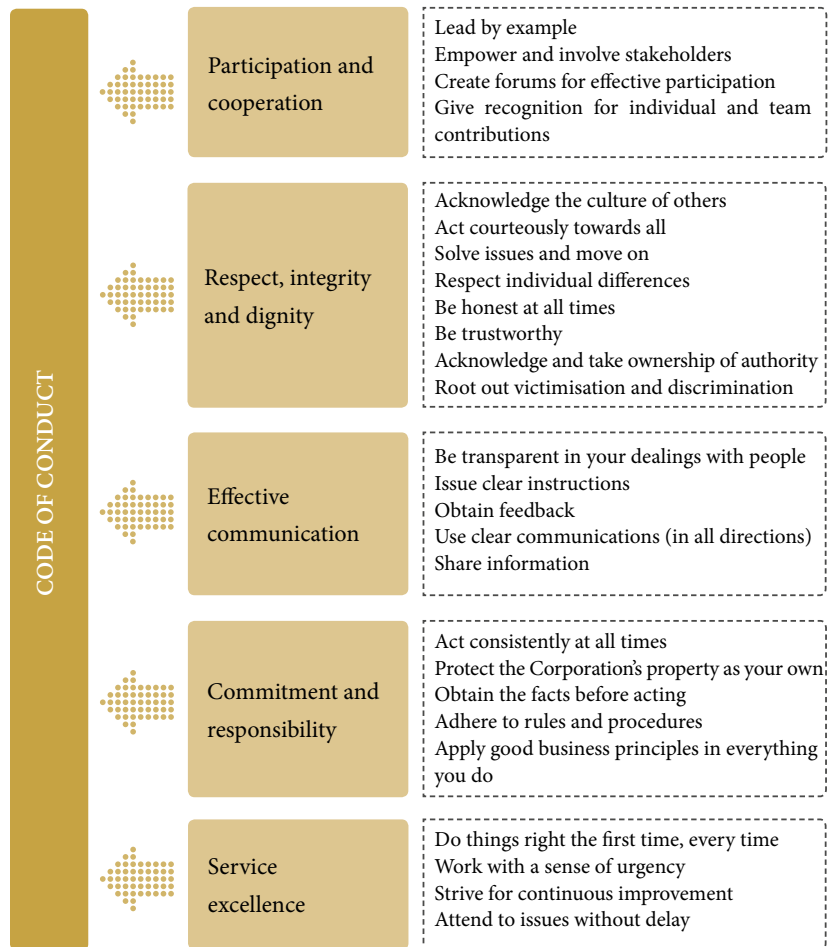 CODE OF CONDUCT
Participation and
cooperation
Lead by example
Empower and involve stakeholders
Create forums for effective participation
Give recognition for individual and team
contributions
Respect, integrity
and dignity
Acknowledge the culture of others
Act courteously towards all
Solve issues and move on
Respect individual differences
Be honest at all times
Be trustworthy
Acknowledge and take ownership of authority
Root out victimisation and discrimination
Effective
communication
Be transparent in your dealings with people
Issue clear instructions
Obtain feedback
Use clear communications (in all directions)
Share information
Commitment and
responsibility
Act consistently at all times
Protect the Corporation's property as your own
Obtain the facts before acting
Adhere to rules and procedures
Apply good business principles in everything
you do
Service
excellence
Do things right the first time, every time
Work with a sense of urgency
Strive for continuous improvement
Attend to issues without delay